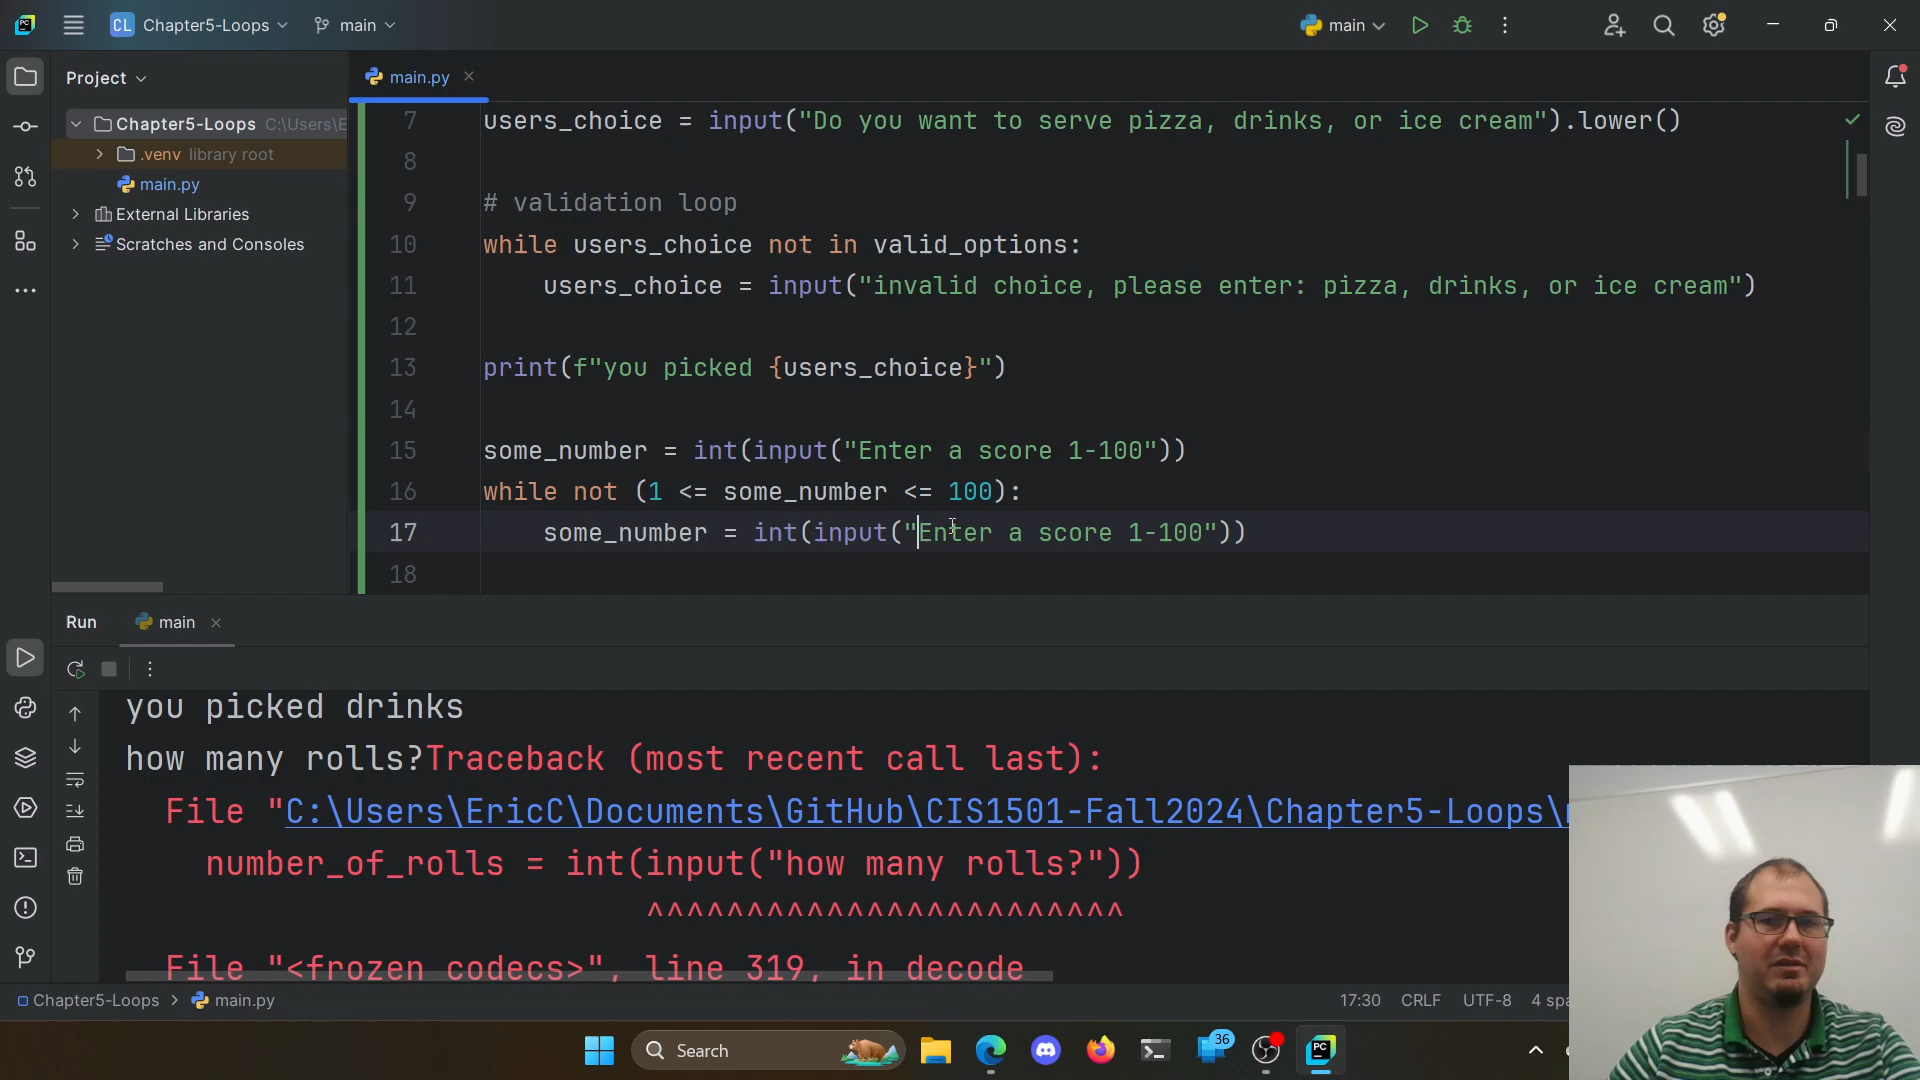 CL Chapter5-Loops main
main
Project
main.py
Chapter5-Loops C:\Users\E
.venv library root
main.py
External Libraries
Scratches and Consoles
7 users_choice = input("Do you want to serve pizza, drinks, or ice cream").lower()
8
9 # validation loop
10 while users_choice not in valid_options:
11 users_choice = input("invalid choice, please enter: pizza, drinks, or ice cream")
12
13 print(f"you picked {users_choice}")
14
15 some_number = int(input("Enter a score 1-100"))
16 while not (1 <= some_number <= 100):
17 some_number = int(input("Enter a score 1-100"))
18
Run main
you picked drinks
how many rolls?Traceback (most recent call last):
File "C:\Users\EricC\Documents\GitHub\CIS1501-Fall2024\Chapter5-Loops\
number_of_rolls = int(input("how many rolls?"))
^^^^^^^^^^^^^^^^^^^^^^^^
File "<frozen codecs>", line 319, in decode
Chapter5-Loops > main.py
17:30 CRLF UTF-8 4 spa
Search
36
PC